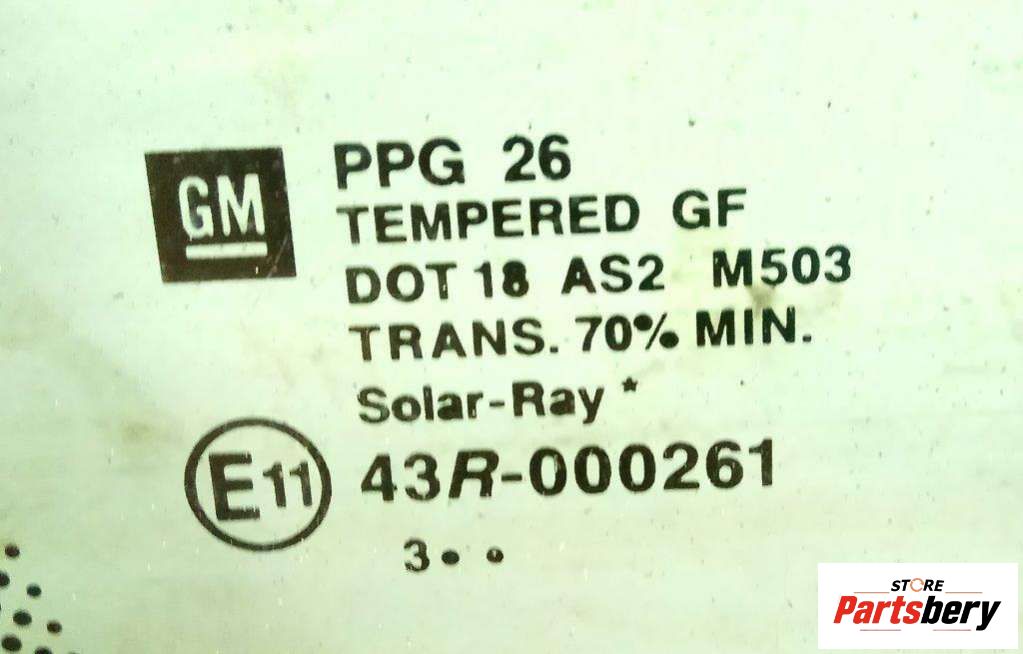 GM
PPG 26
TEMPERED GF
DOT 18 AS2 M503
TRANS. 70% MIN.
Solar-Ray *
E11 43R-000261
3• •
STORE
Partsbery